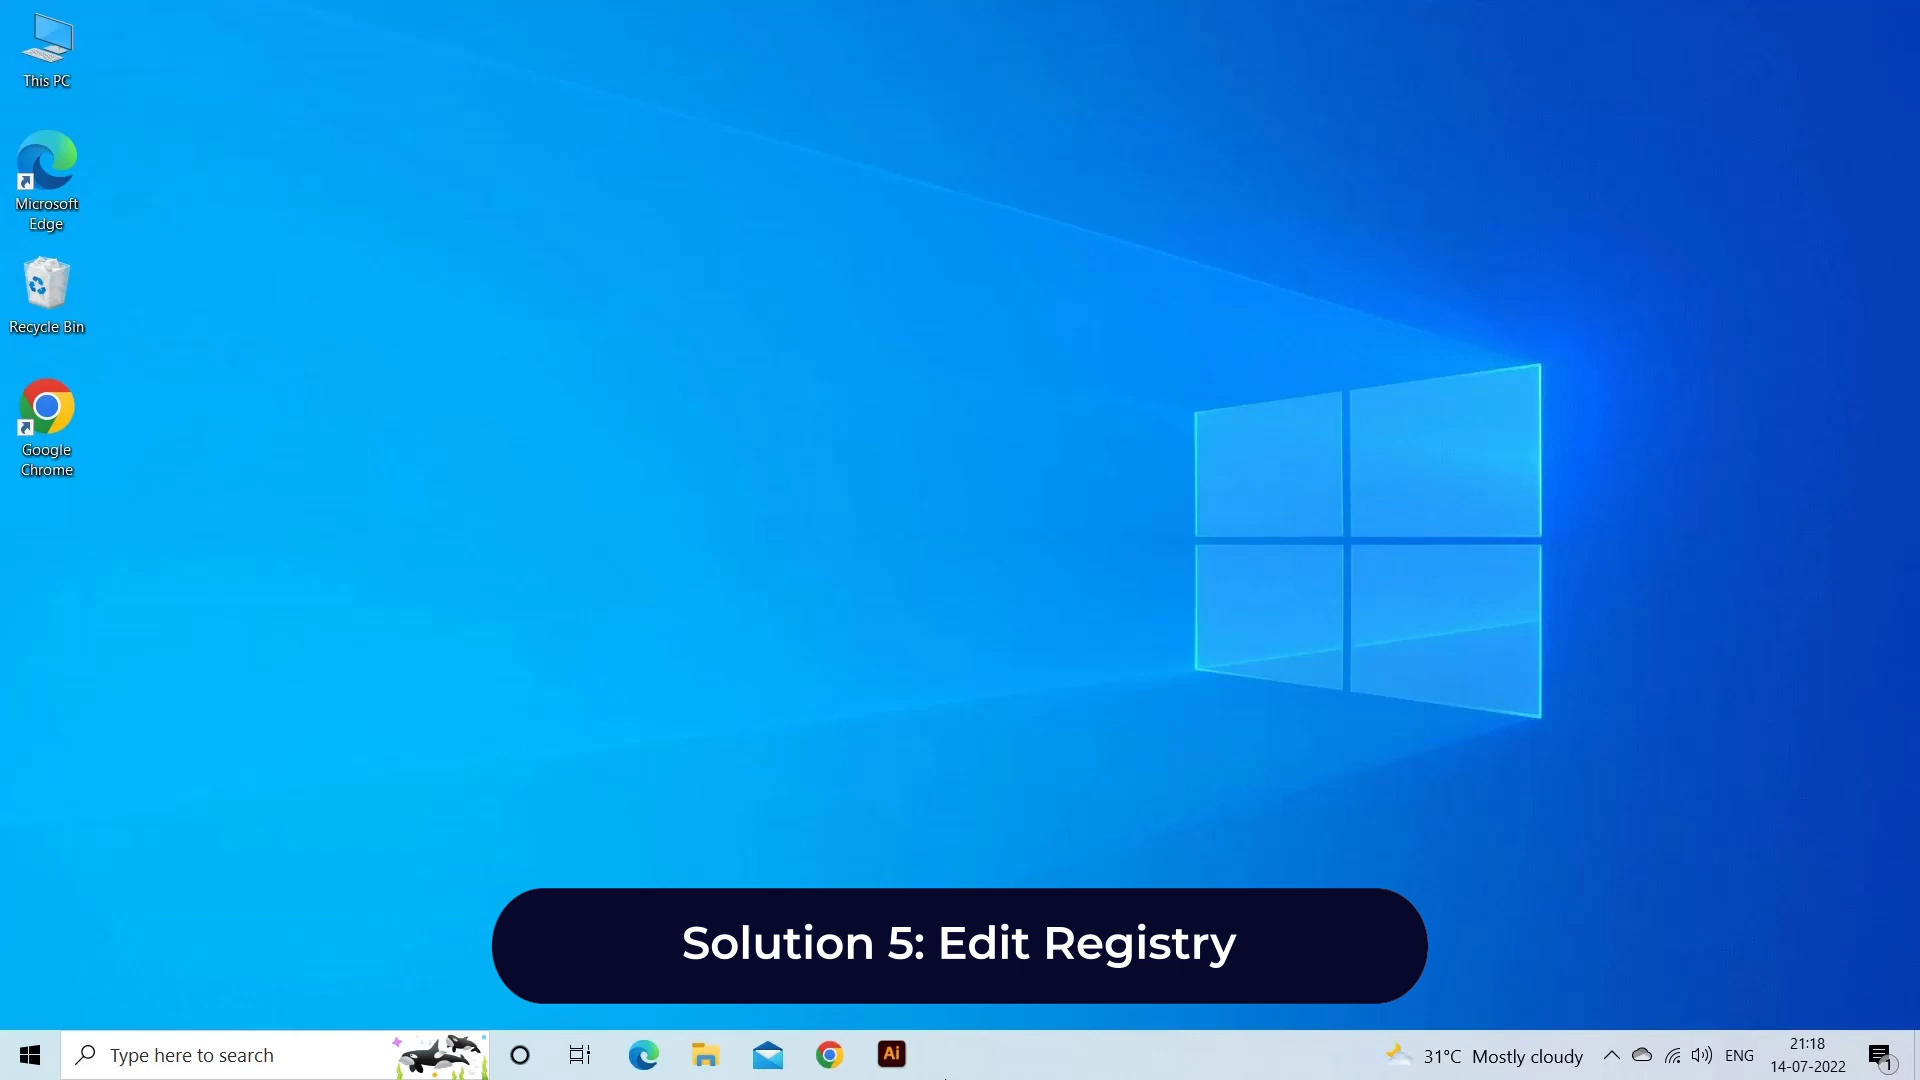 This PC
Microsoft
Edge
Recycle Bin
Google
Chrome
Solution 5: Edit Registry
Type here to search
Ai
31°C Mostly cloudy
ENG
21:18
14-07-2022
1